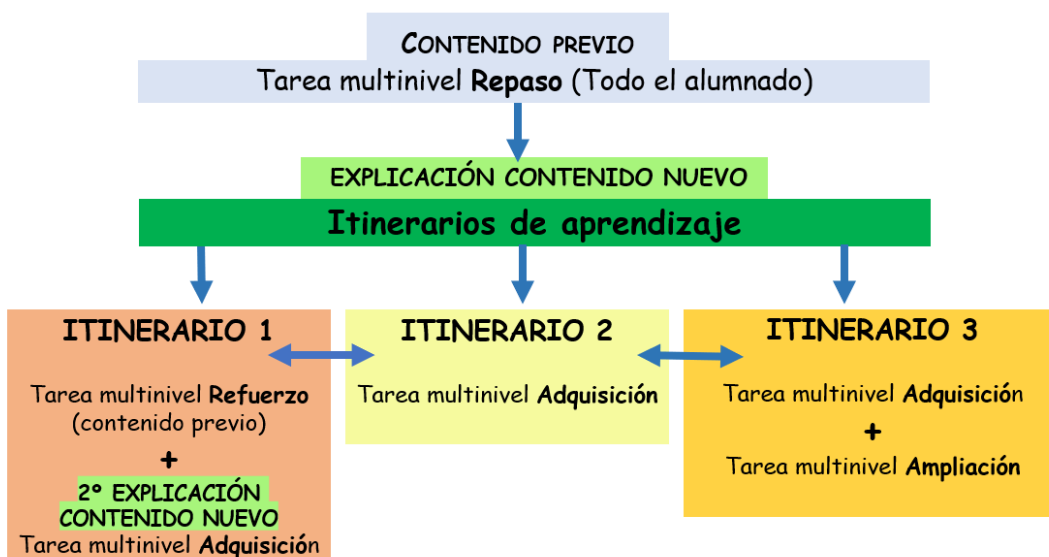 CONTENIDO PREVIO
Tarea multinivel Repaso (Todo el alumnado)
EXPLICACIÓN CONTENIDO NUEVO
Itinerarios de aprendizaje
ITINERARIO 1
Tarea multinivel Refuerzo
(contenido previo)
+
2º EXPLICACIÓN
CONTENIDO NUEVO
Tarea multinivel Adquisición
ITINERARIO 2
Tarea multinivel Adquisición
ITINERARIO 3
Tarea multinivel Adquisición
+
Tarea multinivel Ampliación